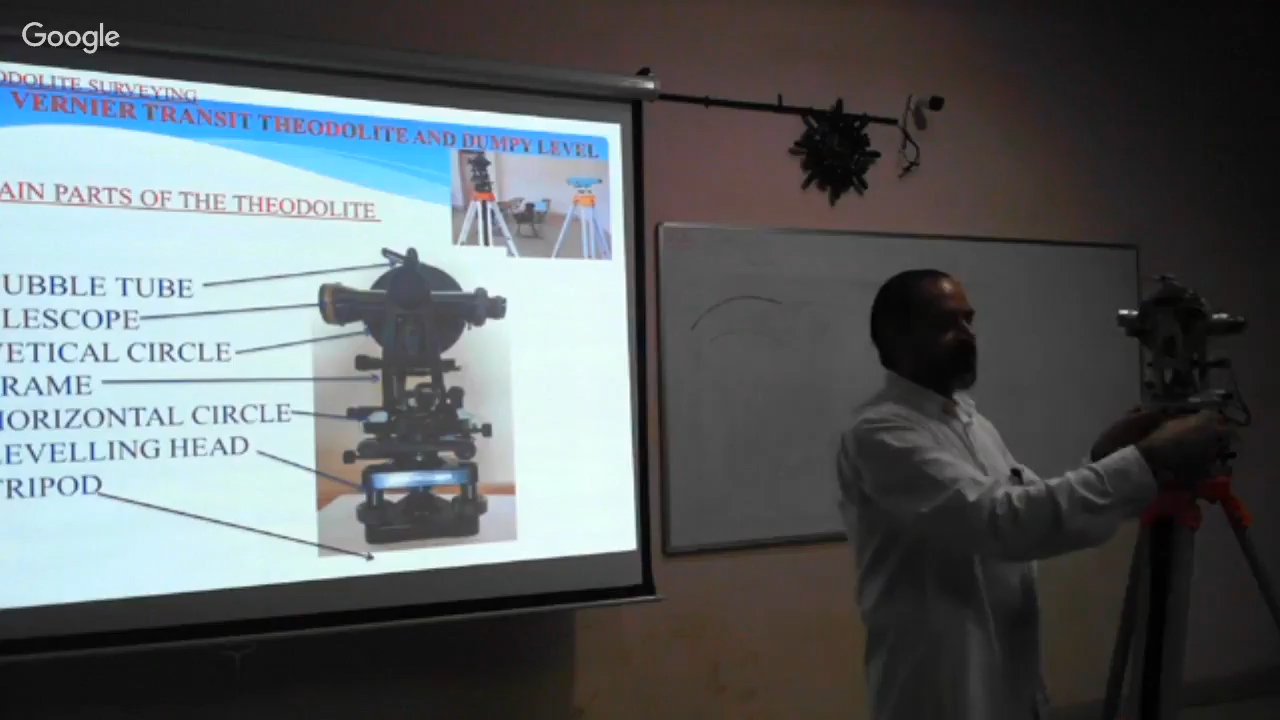 Google
ODOLITE SURVEYING
VERNIER TRANSIT THEODOLITE AND DUMPY LEVEL
AIN PARTS OF THE THEODOLITE
UBBLE TUBE
LESCOPE
VETICAL CIRCLE
RAME
HORIZONTAL CIRCLE
LEVELLING HEAD
TRIPOD